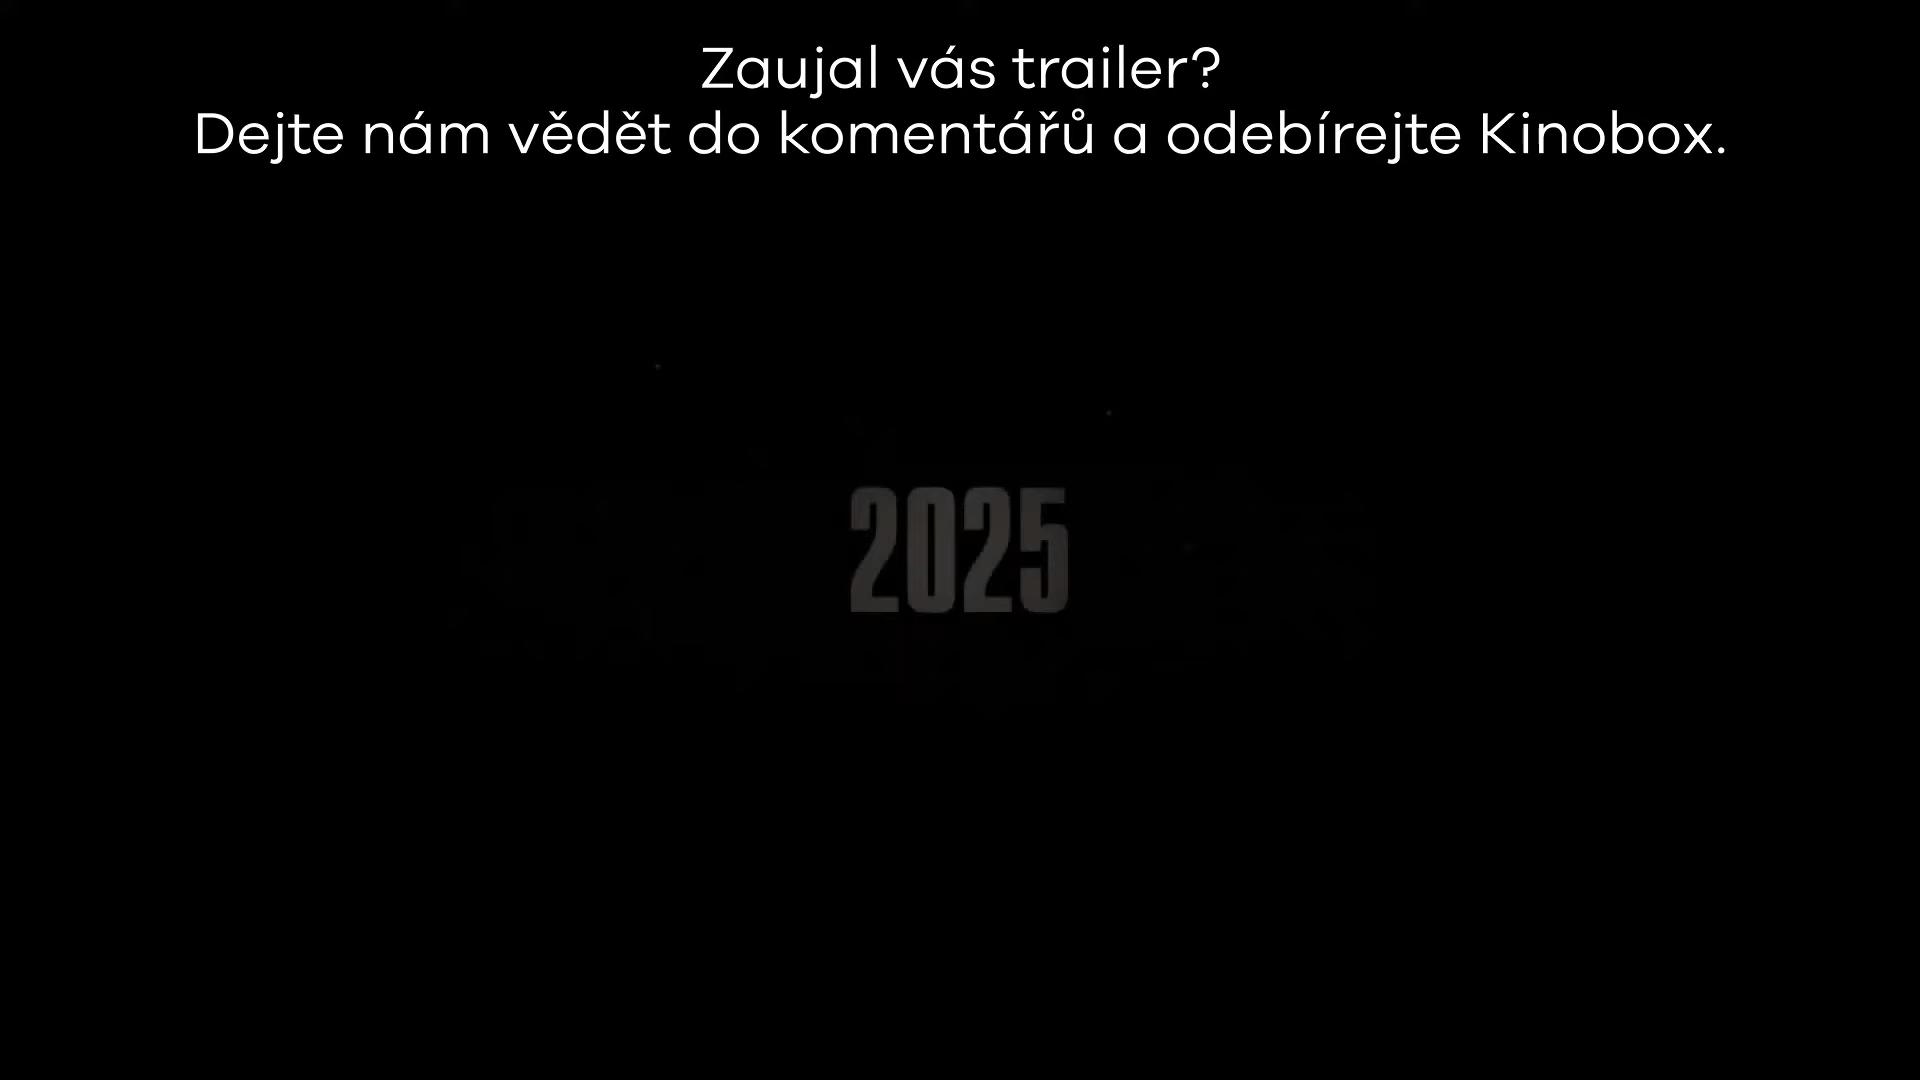 Zaujal vás trailer?
Dejte nám vědět do komentářů a odebírejte Kinobox.
2025